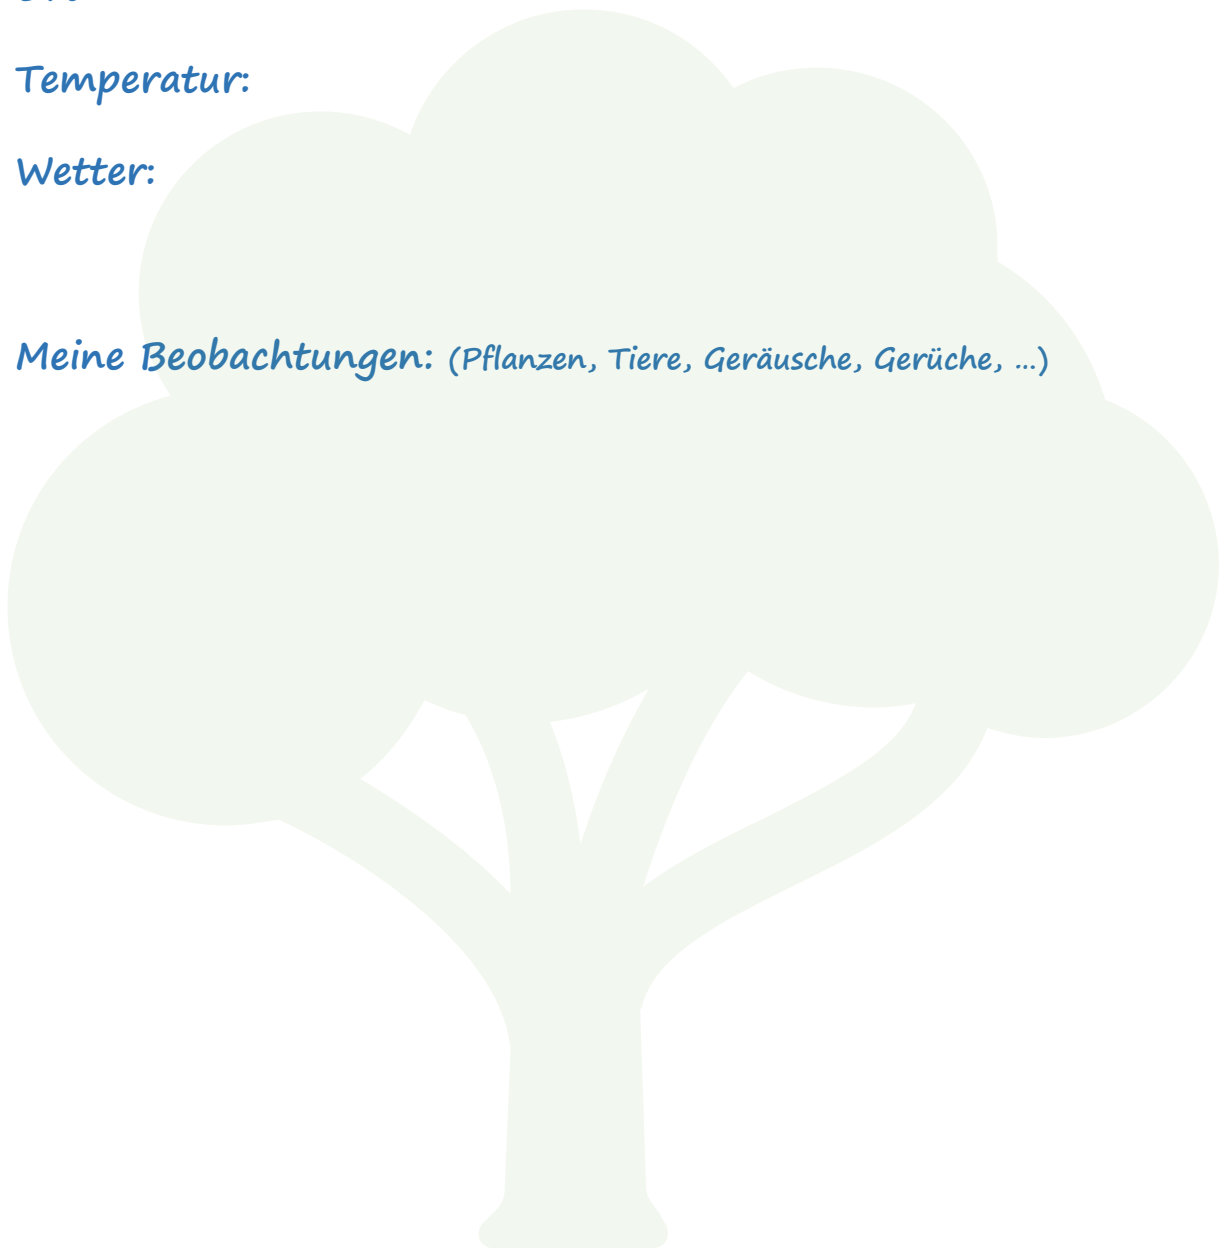 Temperatur:
Wetter:
Meine Beobachtungen: (Pflanzen, Tiere, Geräusche, Gerüche, ...)